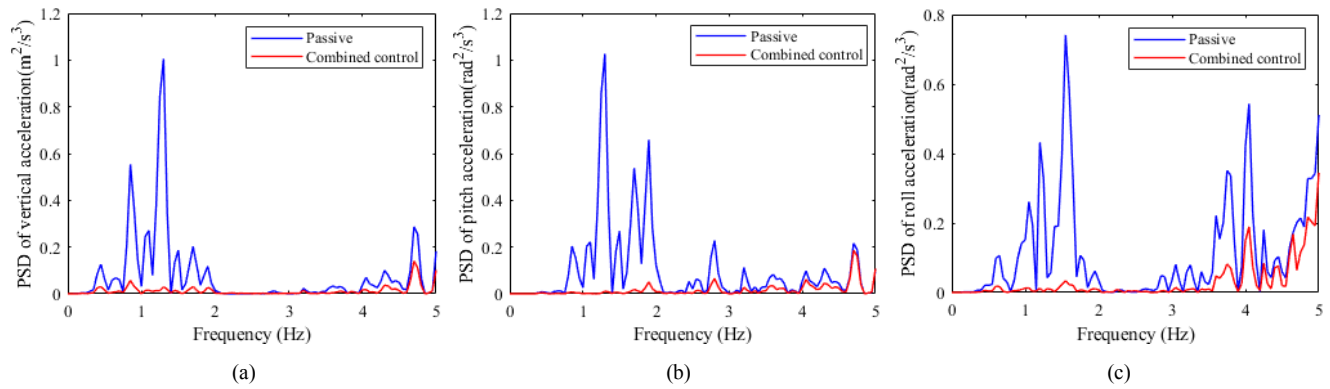 PSD of vertical acceleration(m²/s³)
1.2
1
0.8
0.6
0.4
0.2
0
0 1 2 3 4 5
Frequency (Hz)
Passive
Combined control
(a)
PSD of pitch acceleration(rad²/s³)
1.2
1
0.8
0.6
0.4
0.2
0
0 1 2 3 4 5
Frequency (Hz)
Passive
Combined control
(b)
PSD of roll acceleration(rad²/s³)
0.8
0.6
0.4
0.2
0
0 1 2 3 4 5
Frequency (Hz)
Passive
Combined control
(c)